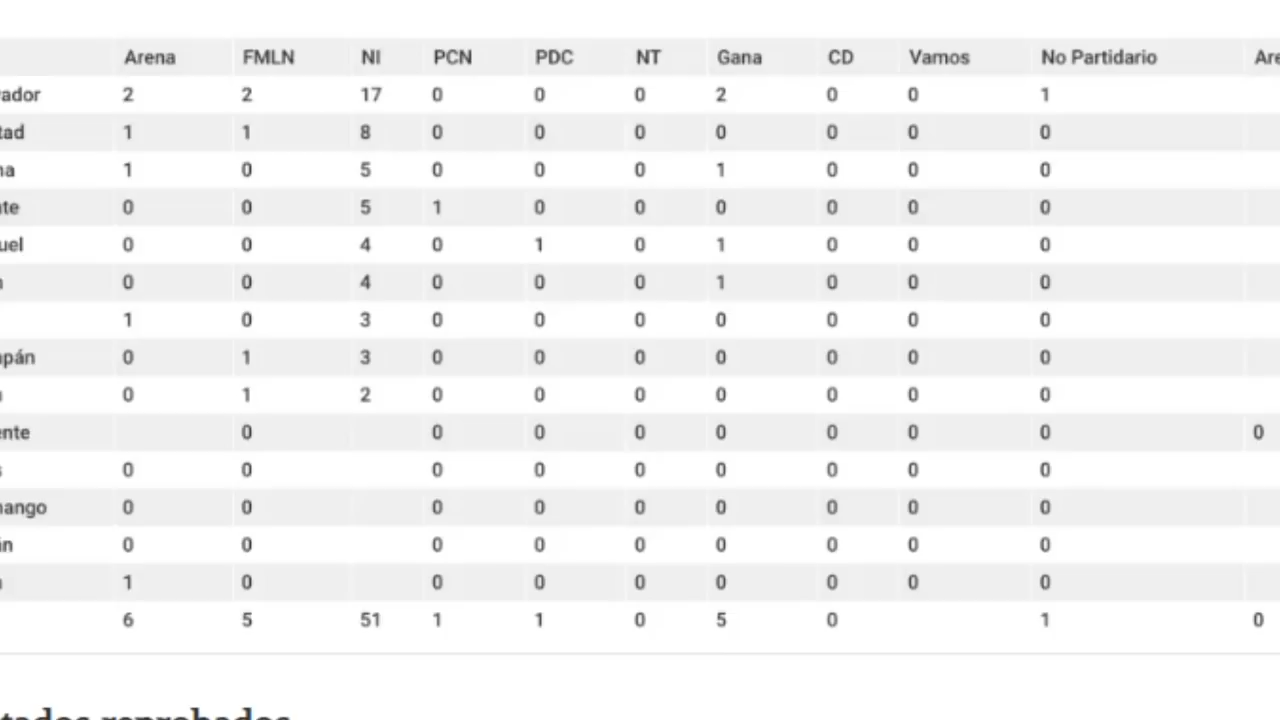 Arena FMLN NI PCN PDC NT Gana CD Vamos No Partidario Are
ador 2 2 17 0 0 0 2 0 0 1
tad 1 1 8 0 0 0 0 0 0 0
na 1 0 5 0 0 0 1 0 0 0
nte 0 0 5 1 0 0 0 0 0 0
uel 0 0 4 0 1 0 1 0 0 0
0 0 4 0 0 0 1 0 0 0
1 0 3 0 0 0 0 0 0 0
apán 0 1 3 0 0 0 0 0 0 0
0 1 2 0 0 0 0 0 0 0
ente 0 0 0 0 0 0 0 0 0
s 0 0 0 0 0 0 0 0 0
nango 0 0 0 0 0 0 0 0 0
án 0 0 0 0 0 0 0 0 0
1 0 0 0 0 0 0 0 0
6 5 51 1 1 0 5 0 1 0
tados reprobados